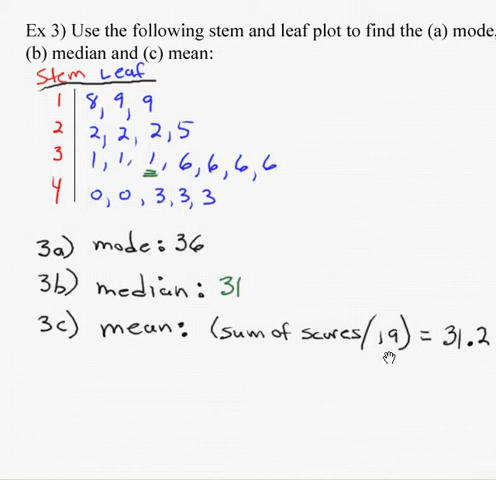 Ex 3) Use the following stem and leaf plot to find the (a) mode,
(b) median and (c) mean:
Stem Leaf
1 8, 9, 9
2 2, 2, 2, 5
3 1, 1, 1, 6, 6, 6, 6
4 0, 0, 3, 3, 3
3a) mode: 36
3b) median: 31
3c) mean: (sum of scores/19) = 31.2